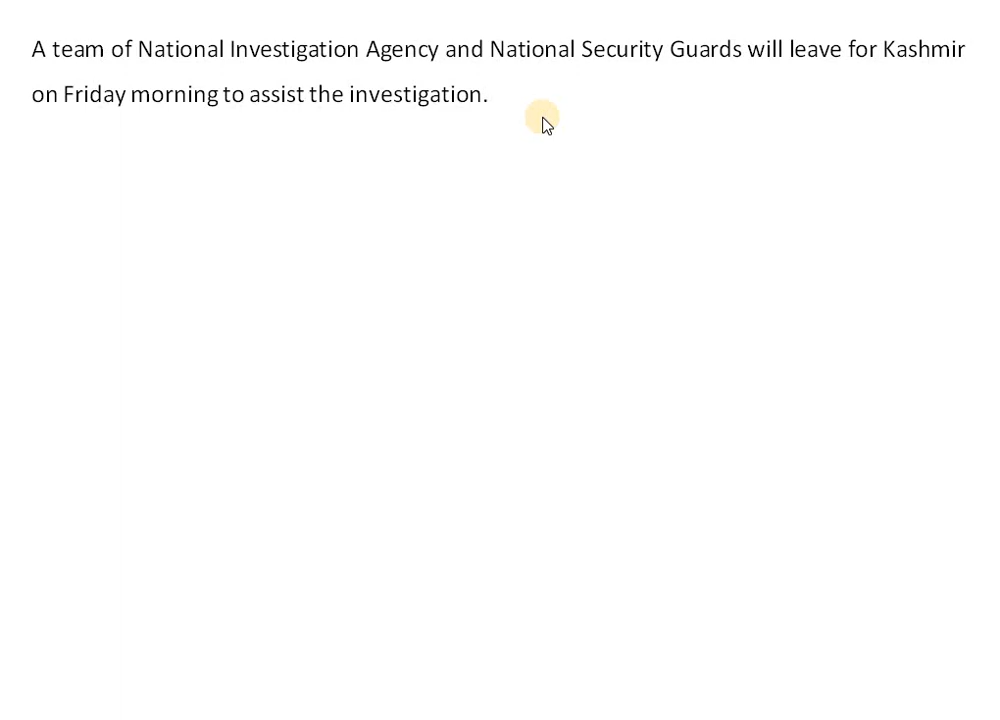 A team of National Investigation Agency and National Security Guards will leave for Kashmir
on Friday morning to assist the investigation.